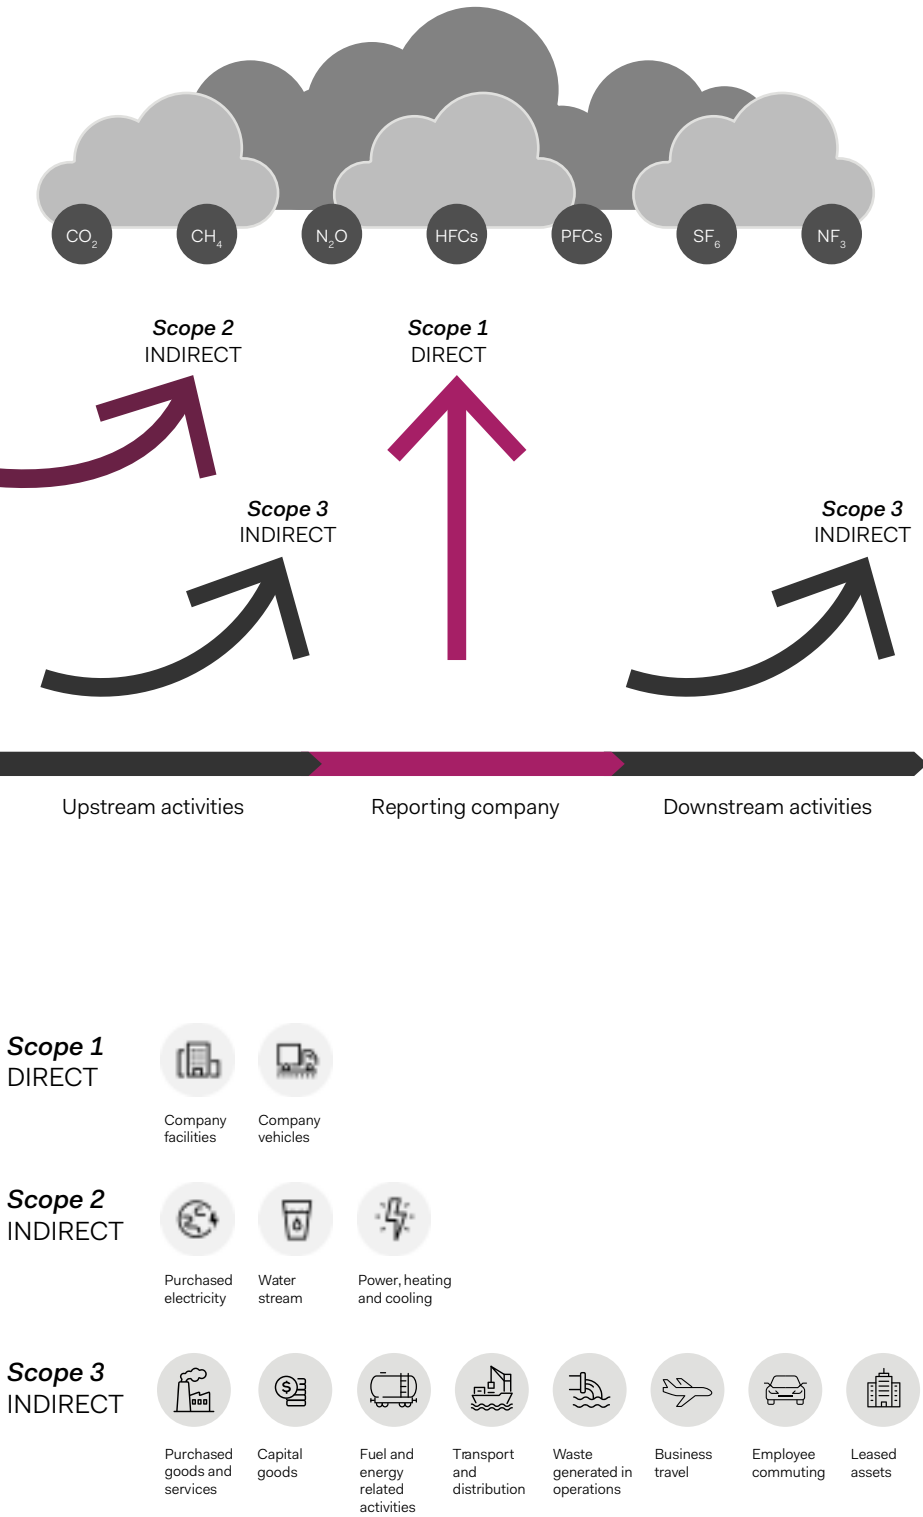 CO₂ CH₄ N₂O HFCs PFCs SF₆ NF₃
Scope 2
INDIRECT
Scope 1
DIRECT
Scope 3
INDIRECT
Scope 3
INDIRECT
Upstream activities
Reporting company
Downstream activities
Scope 1
DIRECT
Company
facilities
Company
vehicles
Scope 2
INDIRECT
Purchased
electricity
Water
stream
Power, heating
and cooling
Scope 3
INDIRECT
$
Purchased
goods and
services
Capital
goods
Fuel and
energy
related
activities
Transport
and
distribution
Waste
generated in
operations
Business
travel
Employee
commuting
Leased
assets